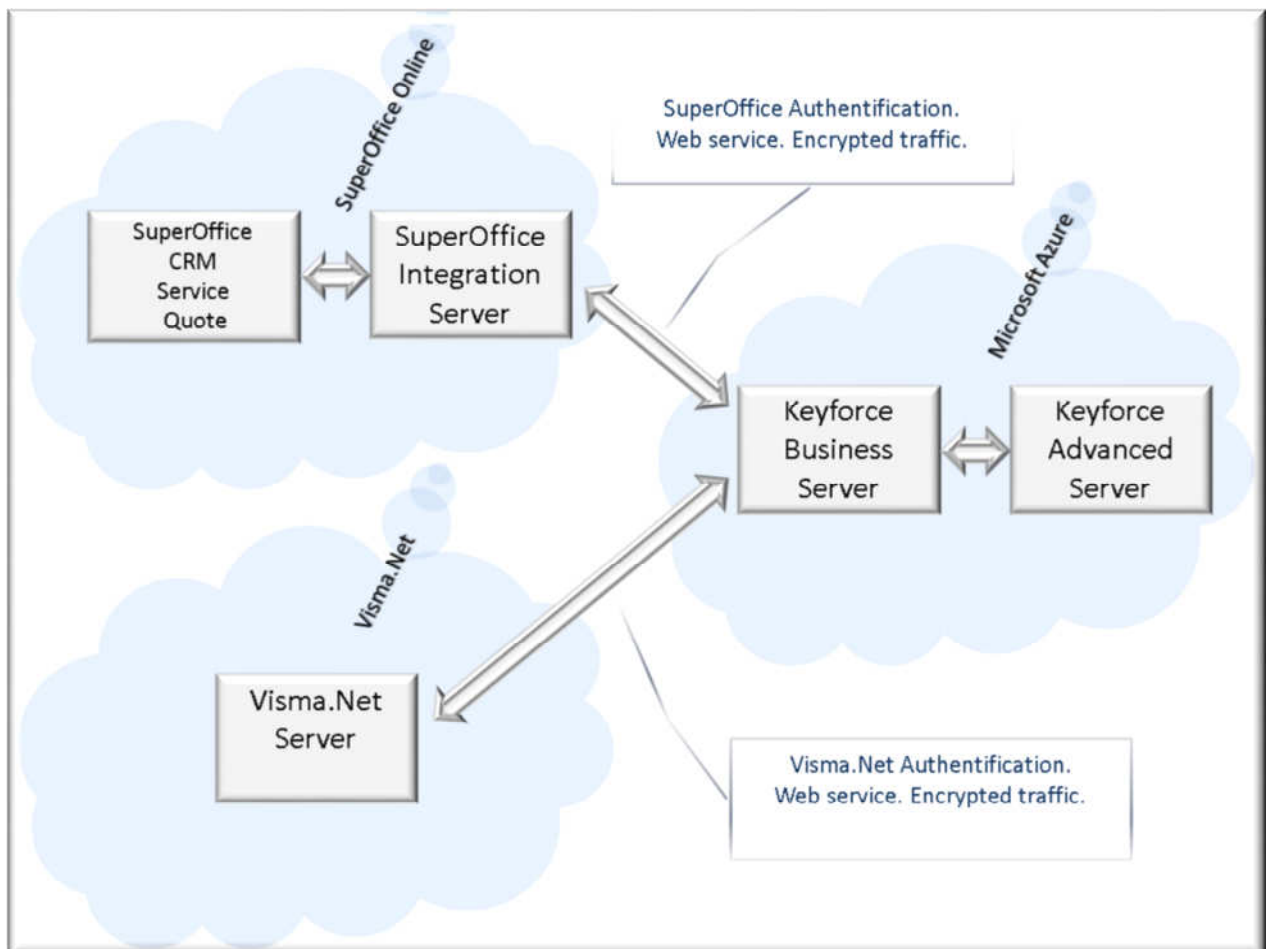 SuperOffice Online
SuperOffice Authentification.
Web service. Encrypted traffic.
SuperOffice
CRM
Service
Quote
SuperOffice
Integration
Server
Microsoft Azure
Keyforce
Business
Server
Keyforce
Advanced
Server
Visma.Net
Visma.Net
Server
Visma.Net Authentification.
Web service. Encrypted traffic.